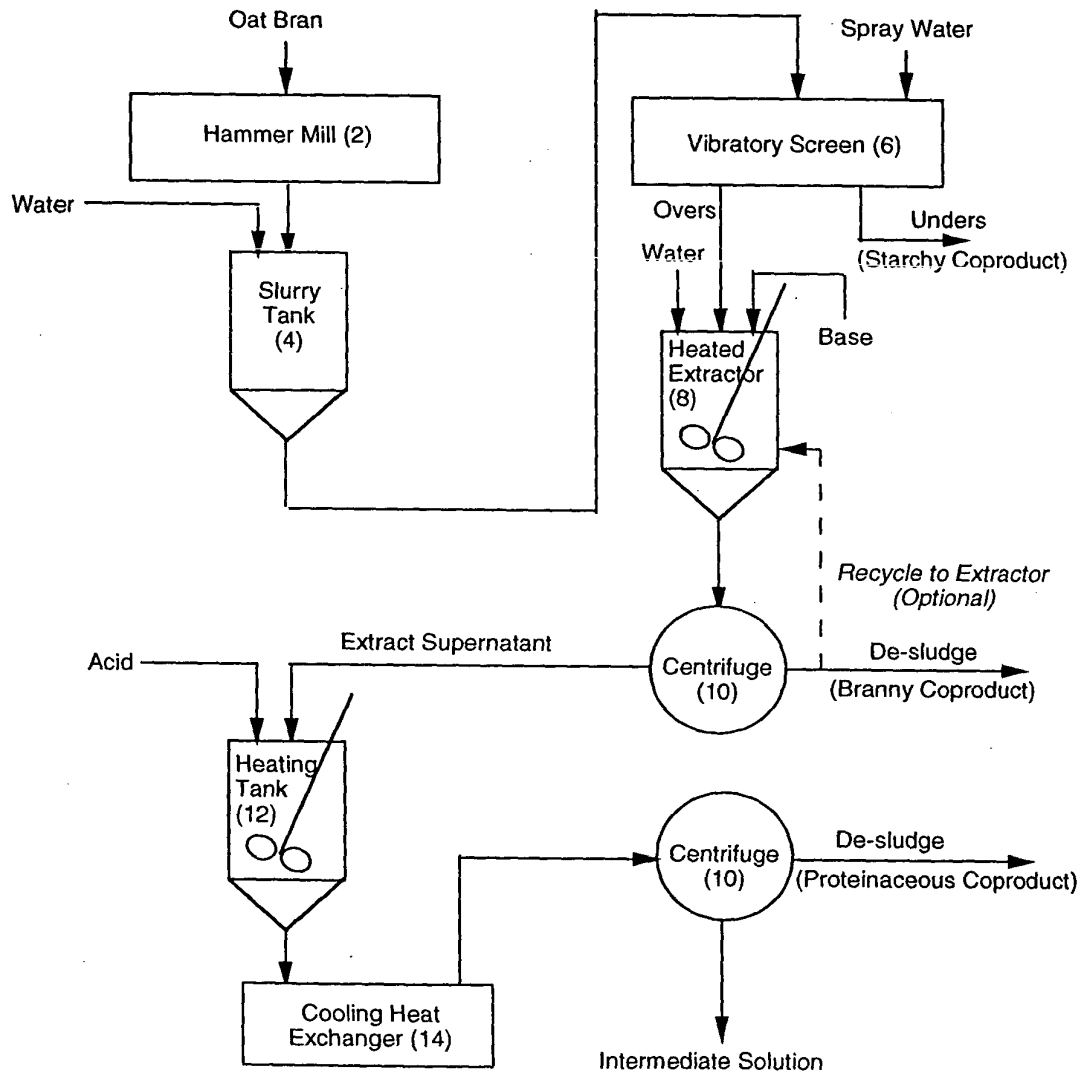 Oat Bran
Hammer Mill (2)
Water
Slurry
Tank
(4)
Spray Water
Vibratory Screen (6)
Overs
Unders
(Starchy Coproduct)
Water
Base
Heated
Extractor
(8)
Recycle to Extractor
(Optional)
Extract Supernatant
Centrifuge
(10)
De-sludge
(Branny Coproduct)
Acid
Heating
Tank
(12)
Centrifuge
(10)
De-sludge
(Proteinaceous Coproduct)
Cooling Heat
Exchanger (14)
Intermediate Solution